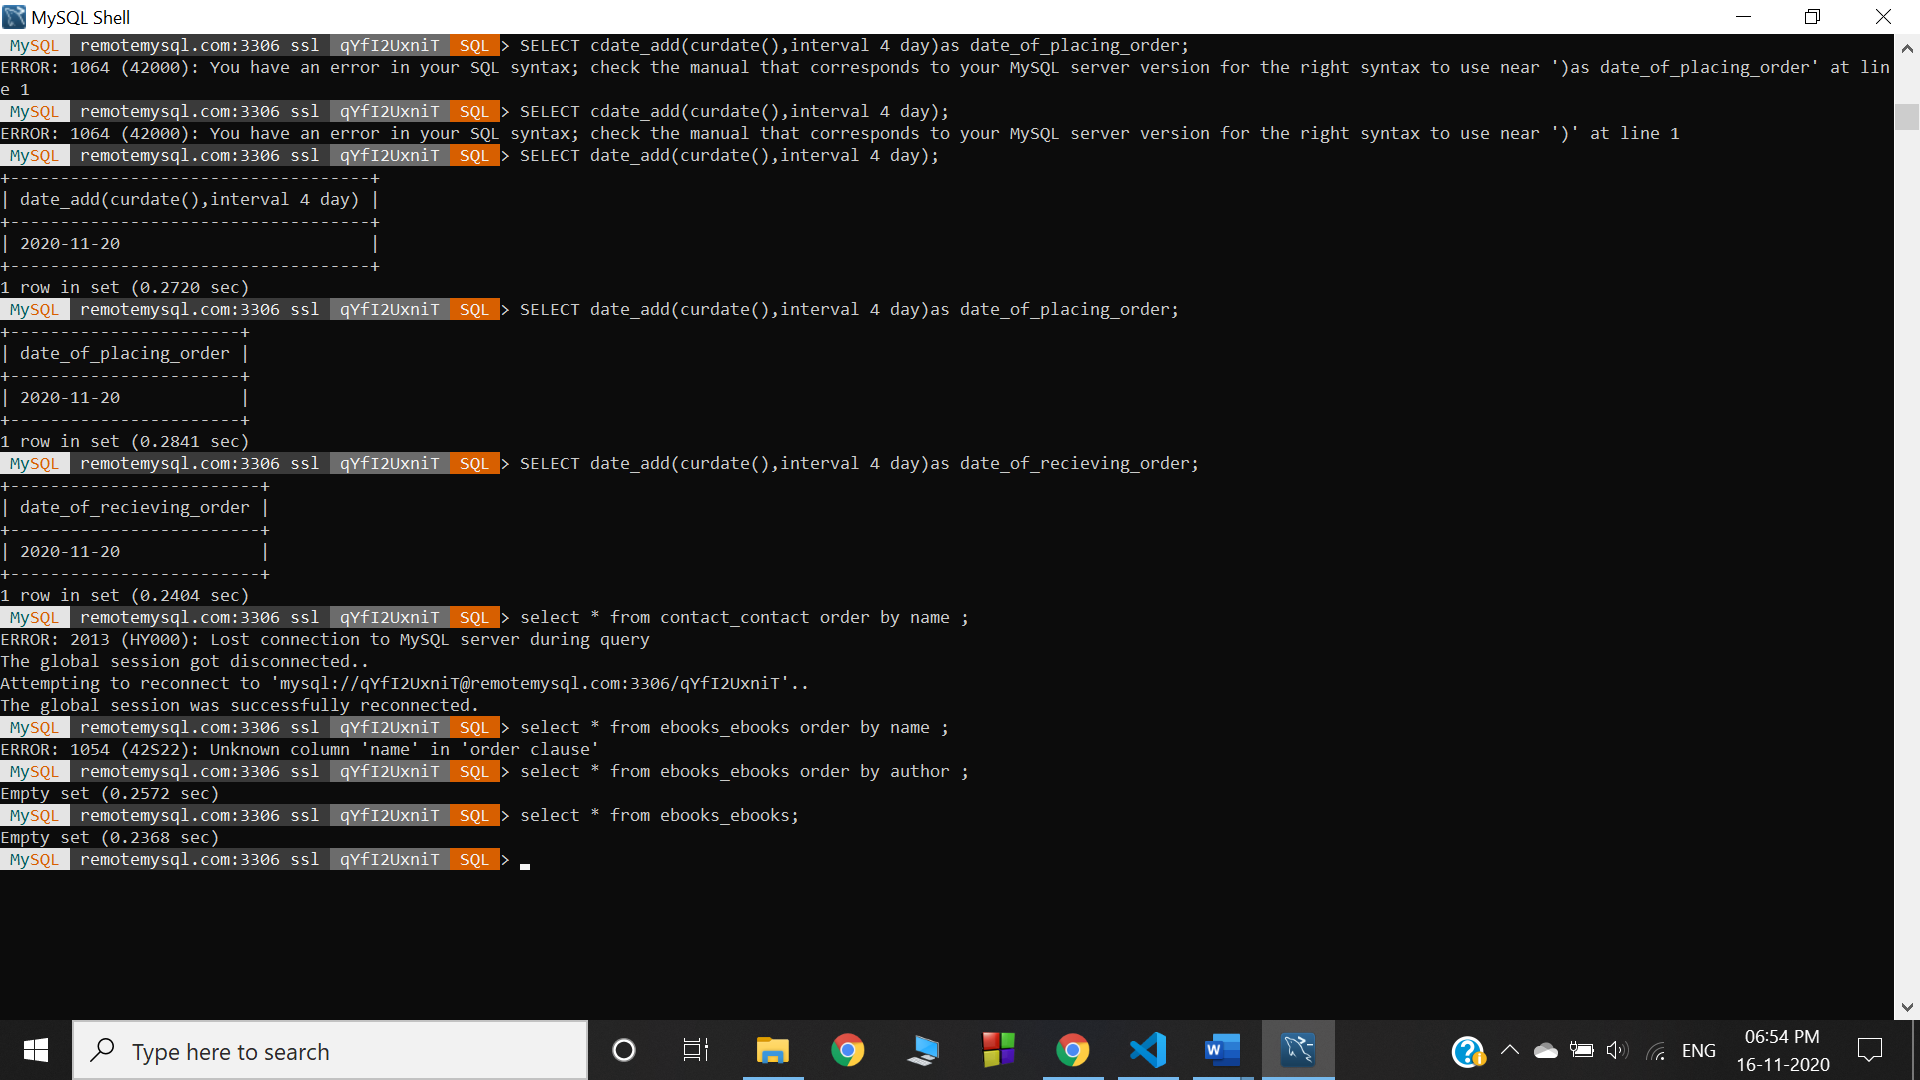 MySQL Shell
MySQL remotemysql.com:3306 ssl qYfI2UxniT SQL > SELECT cdate_add(curdate(),interval 4 day)as date_of_placing_order;
ERROR: 1064 (42000): You have an error in your SQL syntax; check the manual that corresponds to your MySQL server version for the right syntax to use near ')as date_of_placing_order' at lin
e 1
MySQL remotemysql.com:3306 ssl qYfI2UxniT SQL > SELECT cdate_add(curdate(),interval 4 day);
ERROR: 1064 (42000): You have an error in your SQL syntax; check the manual that corresponds to your MySQL server version for the right syntax to use near ')' at line 1
MySQL remotemysql.com:3306 ssl qYfI2UxniT SQL > SELECT date_add(curdate(),interval 4 day);
+------------------------------------+
| date_add(curdate(),interval 4 day) |
+------------------------------------+
| 2020-11-20                         |
+------------------------------------+
1 row in set (0.2720 sec)
MySQL remotemysql.com:3306 ssl qYfI2UxniT SQL > SELECT date_add(curdate(),interval 4 day)as date_of_placing_order;
+-----------------------+
| date_of_placing_order |
+-----------------------+
| 2020-11-20            |
+-----------------------+
1 row in set (0.2841 sec)
MySQL remotemysql.com:3306 ssl qYfI2UxniT SQL > SELECT date_add(curdate(),interval 4 day)as date_of_recieving_order;
+-------------------------+
| date_of_recieving_order |
+-------------------------+
| 2020-11-20              |
+-------------------------+
1 row in set (0.2404 sec)
MySQL remotemysql.com:3306 ssl qYfI2UxniT SQL > select * from contact_contact order by name ;
ERROR: 2013 (HY000): Lost connection to MySQL server during query
The global session got disconnected..
Attempting to reconnect to 'mysql://qYfI2UxniT@remotemysql.com:3306/qYfI2UxniT'..
The global session was successfully reconnected.
MySQL remotemysql.com:3306 ssl qYfI2UxniT SQL > select * from ebooks_ebooks order by name ;
ERROR: 1054 (42S22): Unknown column 'name' in 'order clause'
MySQL remotemysql.com:3306 ssl qYfI2UxniT SQL > select * from ebooks_ebooks order by author ;
Empty set (0.2572 sec)
MySQL remotemysql.com:3306 ssl qYfI2UxniT SQL > select * from ebooks_ebooks;
Empty set (0.2368 sec)
MySQL remotemysql.com:3306 ssl qYfI2UxniT SQL >
Type here to search
W
ENG
06:54 PM
16-11-2020